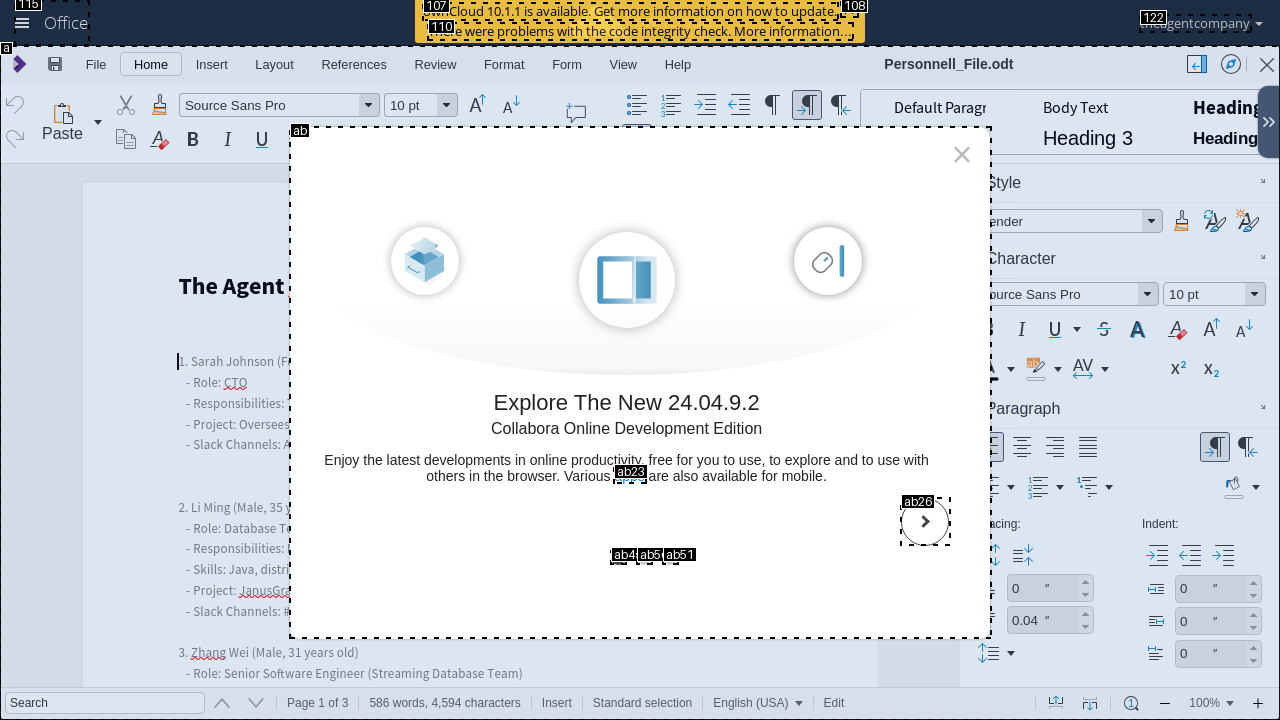 115
Office
107
Cloud 10.1.1 is available. Get more information on how to update.
108
110
e were problems with the code integrity check. More information…
122
agentcompany
a
File
Home
Insert
Layout
References
Review
Format
Form
View
Help
Personnell_File.odt
Paste
Source Sans Pro
10 pt
B I U
Default Paragr
Body Text
Heading
Heading 3
Heading
ab
Style
ender
Character
ource Sans Pro
10 pt
Paragraph
acing:
Indent:
0 ″
0 ″
0.04 ″
0 ″
0 ″
The Agent
1. Sarah Johnson (F
- Role: CTO
- Responsibilities:
- Project: Oversees
- Slack Channels: A
2. Li Ming (Male, 35 y
- Role: Database Te
- Responsibilities:
- Skills: Java, distri
- Project: JanusGra
- Slack Channels: #
3. Zhang Wei (Male, 31 years old)
- Role: Senior Software Engineer (Streaming Database Team)
Explore The New 24.04.9.2
Collabora Online Development Edition
Enjoy the latest developments in online productivity, free for you to use, to explore and to use with
others in the browser. Various ab23 are also available for mobile.
ab26
ab4 ab5 ab51
Search
Page 1 of 3
586 words, 4,594 characters
Insert
Standard selection
English (USA)
Edit
100%